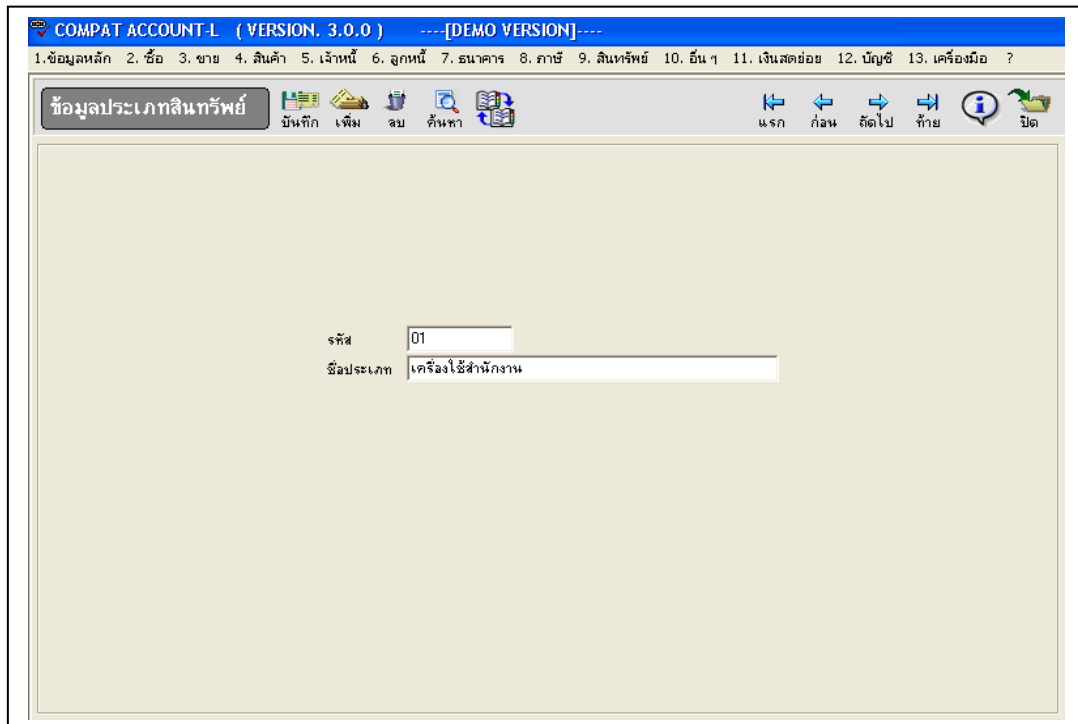 COMPAT ACCOUNT-L ( VERSION. 3.0.0 ) ----[DEMO VERSION]----
1.ข้อมูลหลัก 2. ซื้อ 3. ขาย 4. สินค้า 5. เจ้าหนี้ 6. ลูกหนี้ 7. ธนาคาร 8. ภาษี 9. สินทรัพย์ 10. อื่น ๆ 11. เงินสดย่อย 12. บัญชี 13. เครื่องมือ ?
ข้อมูลประเภทสินทรัพย์ บันทึก เพิ่ม ลบ ค้นหา แรก ก่อน ถัดไป ท้าย ปิด
รหัส 01
ชื่อประเภท เครื่องใช้สำนักงาน